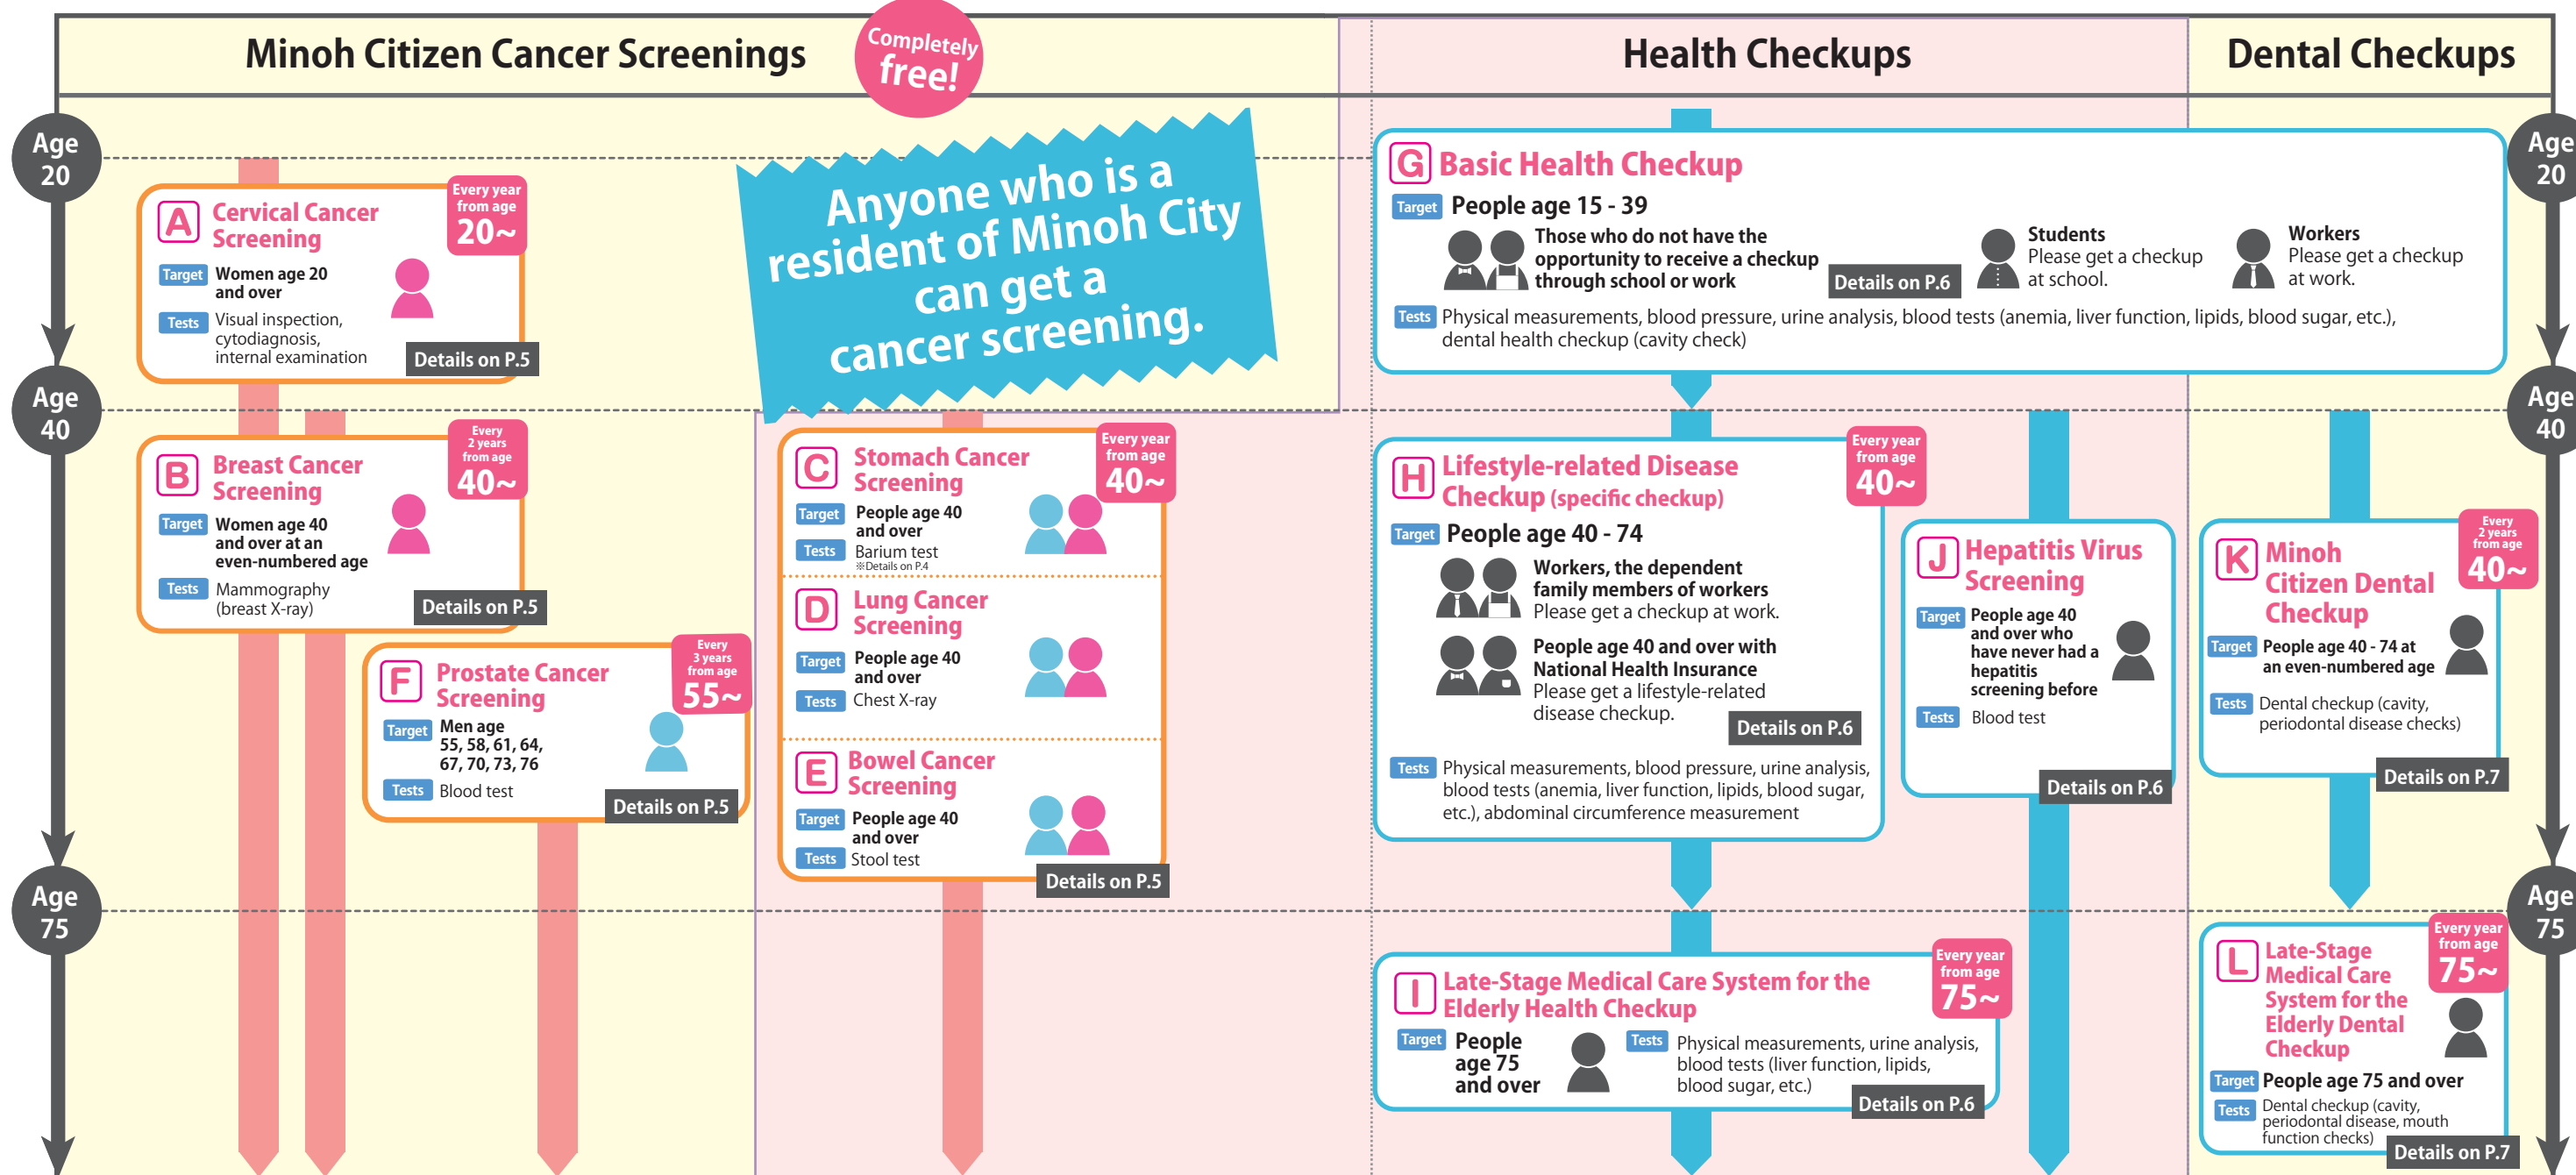 Minoh Citizen Cancer Screenings
Completely
free!
Health Checkups
Dental Checkups
Age
20
Age
20
Anyone who is a
resident of Minoh City
can get a
cancer screening.
A
Cervical Cancer
Screening
Every year
from age
20~
Target
Women age 20
and over
Tests
Visual inspection,
cytodiagnosis,
internal examination
Details on P.5
G
Basic Health Checkup
Target
People age 15 - 39
Those who do not have the
opportunity to receive a checkup
through school or work
Details on P.6
Students
Please get a checkup
at school.
Workers
Please get a checkup
at work.
Tests
Physical measurements, blood pressure, urine analysis, blood tests (anemia, liver function, lipids, blood sugar, etc.),
dental health checkup (cavity check)
Age
40
Age
40
B
Breast Cancer
Screening
Every
2 years
from age
40~
Target
Women age 40
and over at an
even-numbered age
Tests
Mammography
(breast X-ray)
Details on P.5
F
Prostate Cancer
Screening
Every
3 years
from age
55~
Target
Men age
55, 58, 61, 64,
67, 70, 73, 76
Tests
Blood test
Details on P.5
C
Stomach Cancer
Screening
Every year
from age
40~
Target
People age 40
and over
Tests
Barium test
※Details on P.4
D
Lung Cancer
Screening
Target
People age 40
and over
Tests
Chest X-ray
E
Bowel Cancer
Screening
Target
People age 40
and over
Tests
Stool test
Details on P.5
H
Lifestyle-related Disease
Checkup (specific checkup)
Every year
from age
40~
Target
People age 40 - 74
Workers, the dependent
family members of workers
Please get a checkup at work.
People age 40 and over with
National Health Insurance
Please get a lifestyle-related
disease checkup.
Details on P.6
Tests
Physical measurements, blood pressure, urine analysis,
blood tests (anemia, liver function, lipids, blood sugar,
etc.), abdominal circumference measurement
J
Hepatitis Virus
Screening
Target
People age 40
and over who
have never had a
hepatitis
screening before
Tests
Blood test
Details on P.6
K
Minoh
Citizen Dental
Checkup
Every
2 years
from age
40~
Target
People age 40 - 74 at
an even-numbered age
Tests
Dental checkup (cavity,
periodontal disease checks)
Details on P.7
Age
75
Age
75
I
Late-Stage Medical Care System for the
Elderly Health Checkup
Every year
from age
75~
Target
People
age 75
and over
Tests
Physical measurements, urine analysis,
blood tests (liver function, lipids,
blood sugar, etc.)
Details on P.6
L
Late-Stage
Medical Care
System for the
Elderly Dental
Checkup
Every year
from age
75~
Target
People age 75 and over
Tests
Dental checkup (cavity,
periodontal disease, mouth
function checks)
Details on P.7